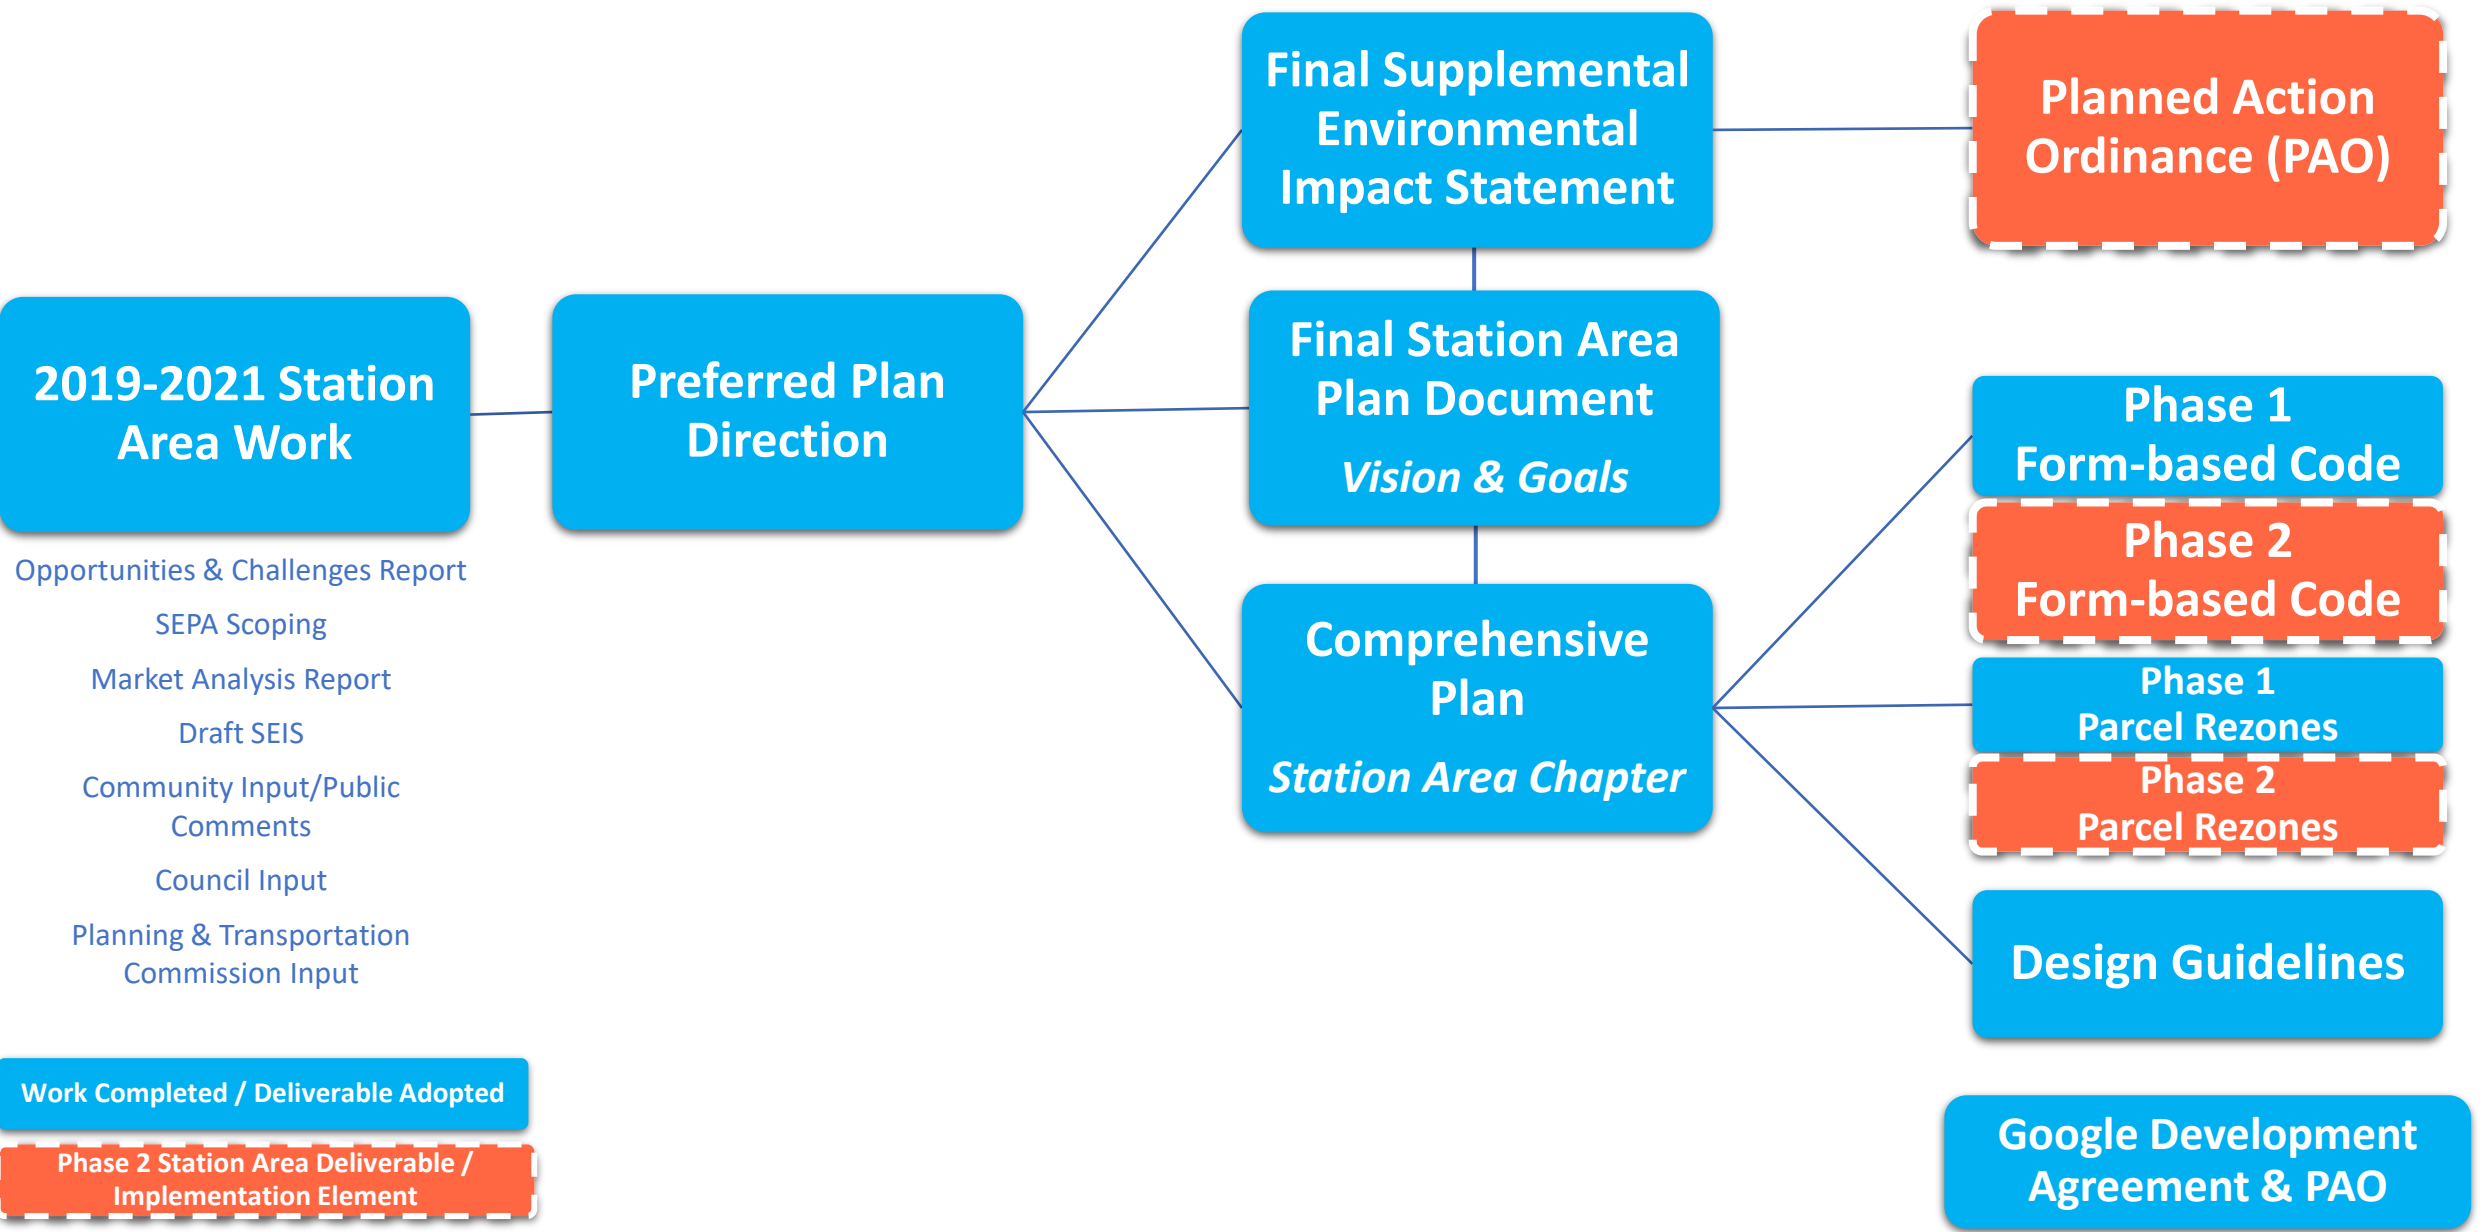 2019-2021 Station
Area Work
Opportunities & Challenges Report
SEPA Scoping
Market Analysis Report
Draft SEIS
Community Input/Public
Comments
Council Input
Planning & Transportation
Commission Input
Work Completed / Deliverable Adopted
Phase 2 Station Area Deliverable /
Implementation Element
Preferred Plan
Direction
Final Supplemental
Environmental
Impact Statement
Final Station Area
Plan Document
Vision & Goals
Comprehensive
Plan
Station Area Chapter
Planned Action
Ordinance (PAO)
Phase 1
Form-based Code
Phase 2
Form-based Code
Phase 1
Parcel Rezones
Phase 2
Parcel Rezones
Design Guidelines
Google Development
Agreement & PAO